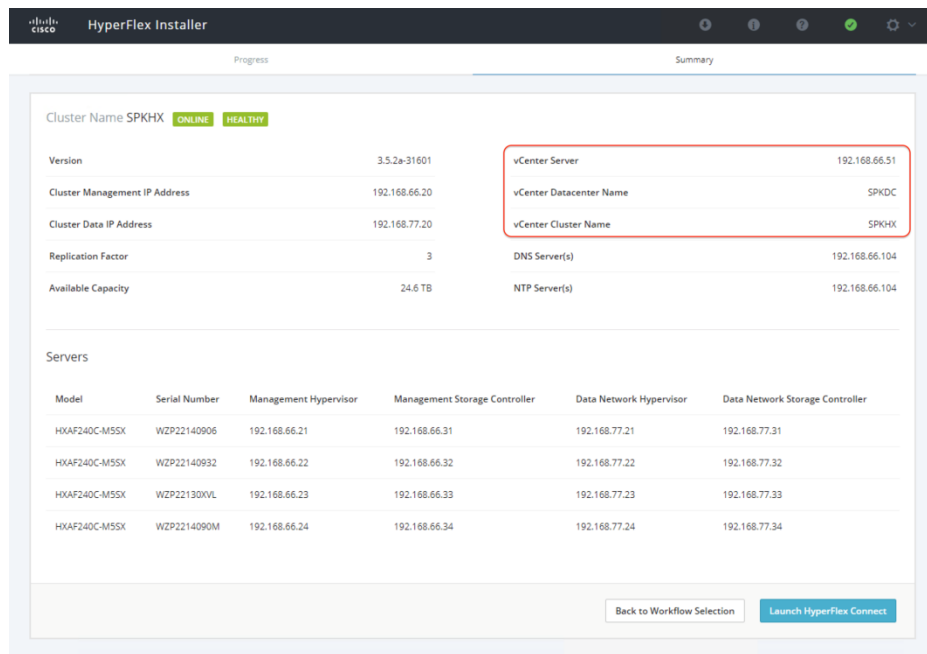 cisco HyperFlex Installer
Progress Summary
Cluster Name SPKHX ONLINE HEALTHY
Version 3.5.2a-31601 vCenter Server 192.168.66.51
Cluster Management IP Address 192.168.66.20 vCenter Datacenter Name SPKDC
Cluster Data IP Address 192.168.77.20 vCenter Cluster Name SPKHX
Replication Factor 3 DNS Server(s) 192.168.66.104
Available Capacity 24.6 TB NTP Server(s) 192.168.66.104
Servers
Model Serial Number Management Hypervisor Management Storage Controller Data Network Hypervisor Data Network Storage Controller
HXAF240C-M5SX WZP22140906 192.168.66.21 192.168.66.31 192.168.77.21 192.168.77.31
HXAF240C-M5SX WZP22140932 192.168.66.22 192.168.66.32 192.168.77.22 192.168.77.32
HXAF240C-M5SX WZP22130XVL 192.168.66.23 192.168.66.33 192.168.77.23 192.168.77.33
HXAF240C-M5SX WZP2214090M 192.168.66.24 192.168.66.34 192.168.77.24 192.168.77.34
Back to Workflow Selection Launch HyperFlex Connect